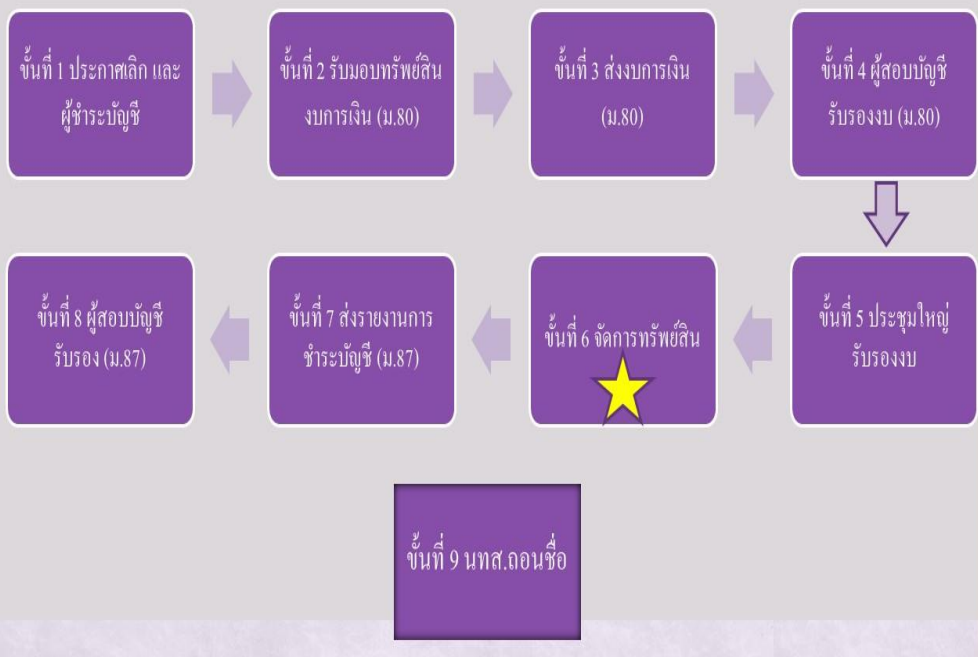 ขั้นที่ 1 ประกาศเลิก และ
ผู้ชำระบัญชี
ขั้นที่ 2 รับมอบทรัพย์สิน
งบการเงิน (ม.80)
ขั้นที่ 3 ส่งงบการเงิน
(ม.80)
ขั้นที่ 4 ผู้สอบบัญชี
รับรองงบ (ม.80)
ขั้นที่ 5 ประชุมใหญ่
รับรองงบ
ขั้นที่ 6 จัดการทรัพย์สิน
ขั้นที่ 7 ส่งรายงานการ
ชำระบัญชี (ม.87)
ขั้นที่ 8 ผู้สอบบัญชี
รับรอง (ม.87)
ขั้นที่ 9 นทส.ถอนชื่อ